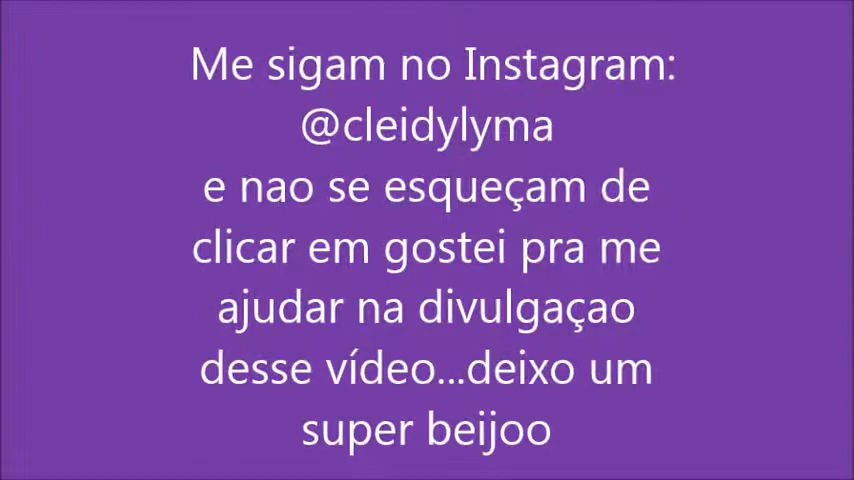 Me sigam no Instagram:
@cleidylyma
e nao se esqueçam de
clicar em gostei pra me
ajudar na divulgaçao
desse vídeo...deixo um
super beijoo